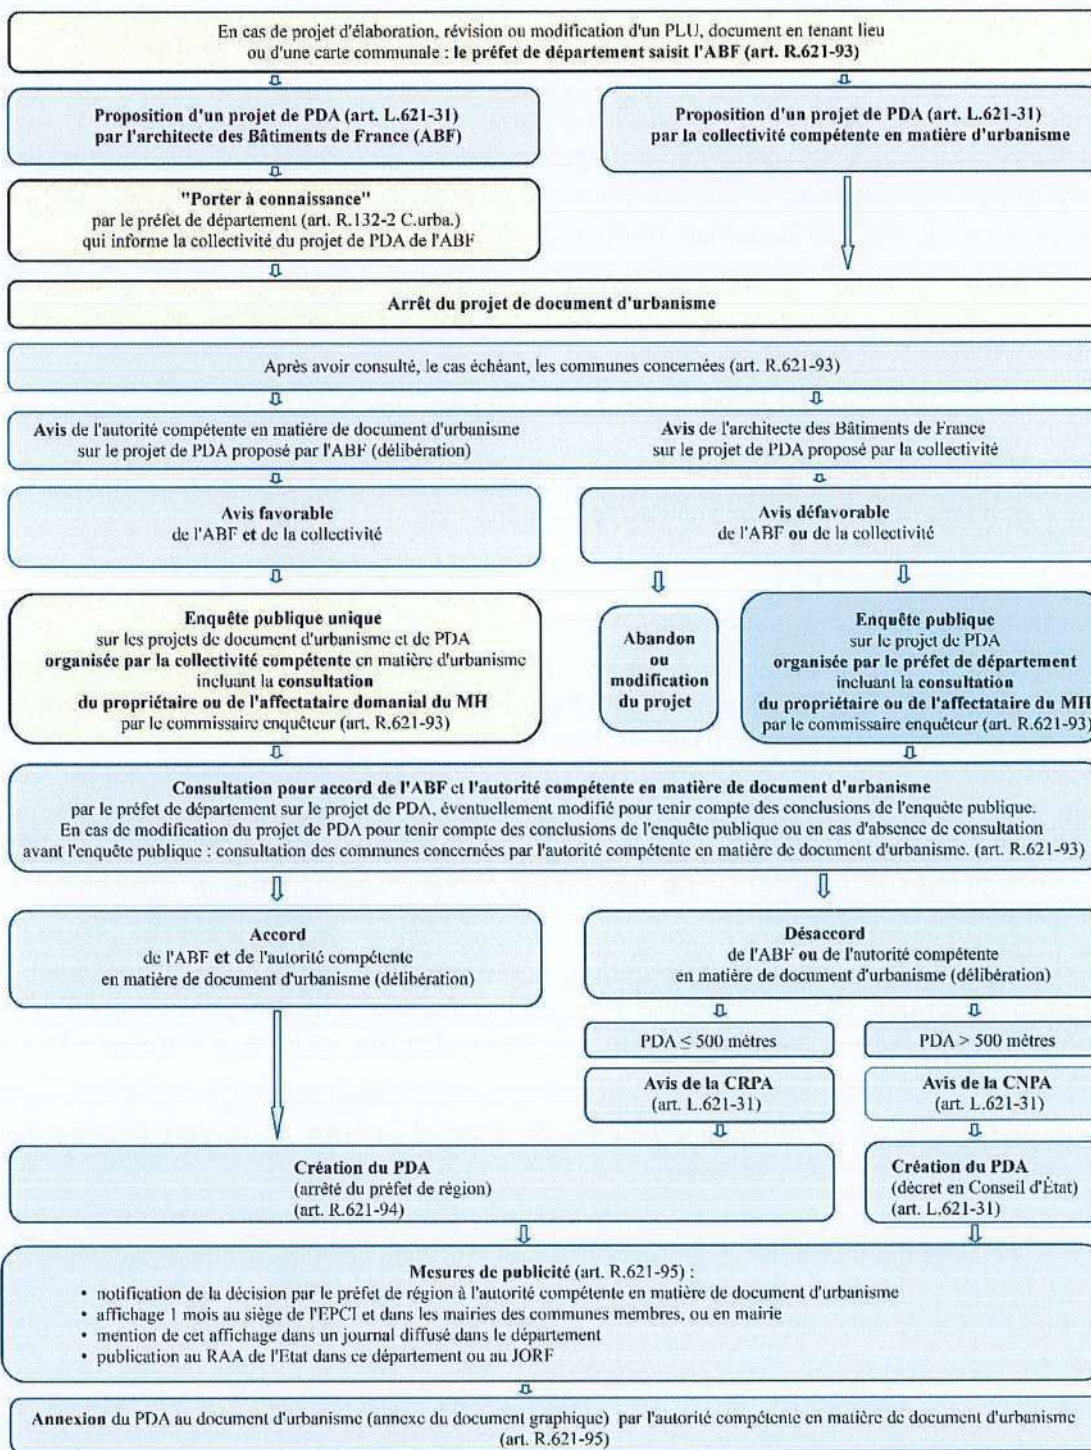 En cas de projet d'élaboration, révision ou modification d'un PLU, document en tenant lieu
ou d'une carte communale : le préfet de département saisit l'ABF (art. R.621-93)
Proposition d'un projet de PDA (art. L.621-31)
par l'architecte des Bâtiments de France (ABF)
Proposition d'un projet de PDA (art. L.621-31)
par la collectivité compétente en matière d'urbanisme
"Porter à connaissance"
par le préfet de département (art. R.132-2 C.urba.)
qui informe la collectivité du projet de PDA de l'ABF
Arrêt du projet de document d'urbanisme
Après avoir consulté, le cas échéant, les communes concernées (art. R.621-93)
Avis de l'autorité compétente en matière de document d'urbanisme
sur le projet de PDA proposé par l'ABF (délibération)
Avis de l'architecte des Bâtiments de France
sur le projet de PDA proposé par la collectivité
Avis favorable
de l'ABF et de la collectivité
Avis défavorable
de l'ABF ou de la collectivité
Enquête publique unique
sur les projets de document d'urbanisme et de PDA
organisée par la collectivité compétente en matière d'urbanisme
incluant la consultation
du propriétaire ou de l'affectataire domanial du MH
par le commissaire enquêteur (art. R.621-93)
Abandon
ou
modification
du projet
Enquête publique
sur le projet de PDA
organisée par le préfet de département
incluant la consultation
du propriétaire ou de l'affectataire du MH
par le commissaire enquêteur (art. R.621-93)
Consultation pour accord de l'ABF et l'autorité compétente en matière de document d'urbanisme
par le préfet de département sur le projet de PDA, éventuellement modifié pour tenir compte des conclusions de l'enquête publique.
En cas de modification du projet de PDA pour tenir compte des conclusions de l'enquête publique ou en cas d'absence de consultation
avant l'enquête publique : consultation des communes concernées par l'autorité compétente en matière de document d'urbanisme. (art. R.621-93)
Accord
de l'ABF et de l'autorité compétente
en matière de document d'urbanisme (délibération)
Désaccord
de l'ABF ou de l'autorité compétente
en matière de document d'urbanisme (délibération)
PDA ≤ 500 mètres
PDA > 500 mètres
Avis de la CRPA
(art. L.621-31)
Avis de la CNPA
(art. L.621-31)
Création du PDA
(arrêté du préfet de région)
(art. R.621-94)
Création du PDA
(décret en Conseil d'État)
(art. L.621-31)
Mesures de publicité (art. R.621-95) :
• notification de la décision par le préfet de région à l'autorité compétente en matière de document d'urbanisme
• affichage 1 mois au siège de l'EPCI et dans les mairies des communes membres, ou en mairie
• mention de cet affichage dans un journal diffusé dans le département
• publication au RAA de l'Etat dans ce département ou au JORF
Annexion du PDA au document d'urbanisme (annexe du document graphique) par l'autorité compétente en matière de document d'urbanisme
(art. R.621-95)